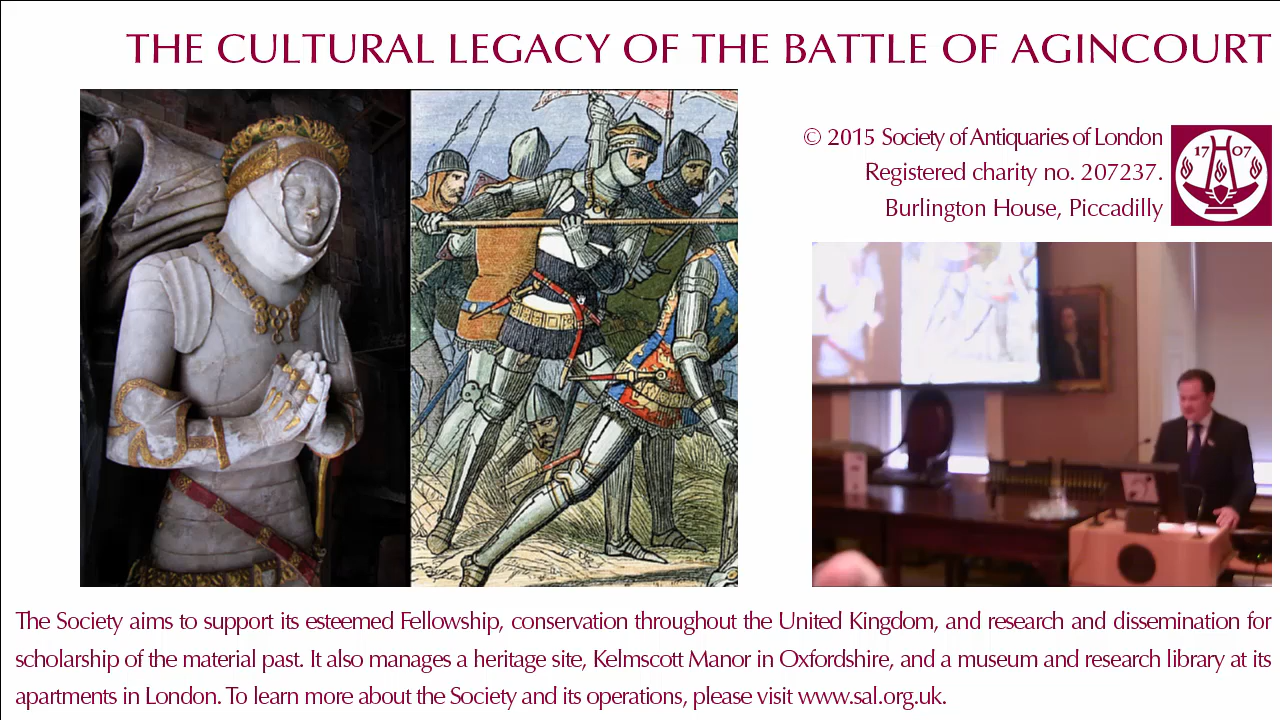 THE CULTURAL LEGACY OF THE BATTLE OF AGINCOURT
© 2015 Society of Antiquaries of London
Registered charity no. 207237.
Burlington House, Piccadilly
17 07
The Society aims to support its esteemed Fellowship, conservation throughout the United Kingdom, and research and dissemination for
scholarship of the material past. It also manages a heritage site, Kelmscott Manor in Oxfordshire, and a museum and research library at its
apartments in London. To learn more about the Society and its operations, please visit www.sal.org.uk.